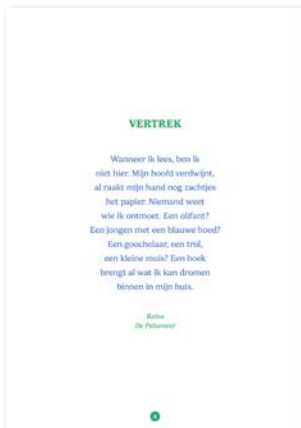 VERTREK
Wanneer ik lees, ben ik
niet hier. Mijn hoofd verdwijnt,
al raakt mijn hand nog zachtjes
het papier. Niemand weet
wie ik ontmoet. Een olifant?
Een jongen met een blauwe hoed?
Een goochelaar, een trol,
een kleine muis? Een boek
brengt al wat ik kan dromen
binnen in mijn huis.
Reine
De Pelseneer